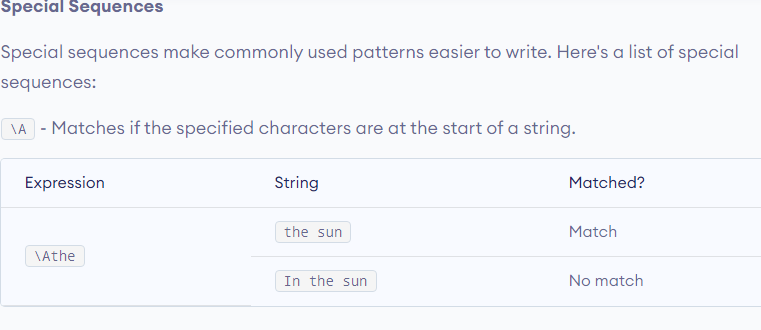 Special Sequences
Special sequences make commonly used patterns easier to write. Here's a list of special
sequences:
\A - Matches if the specified characters are at the start of a string.
Expression String Matched?
\Athe
the sun Match
In the sun No match